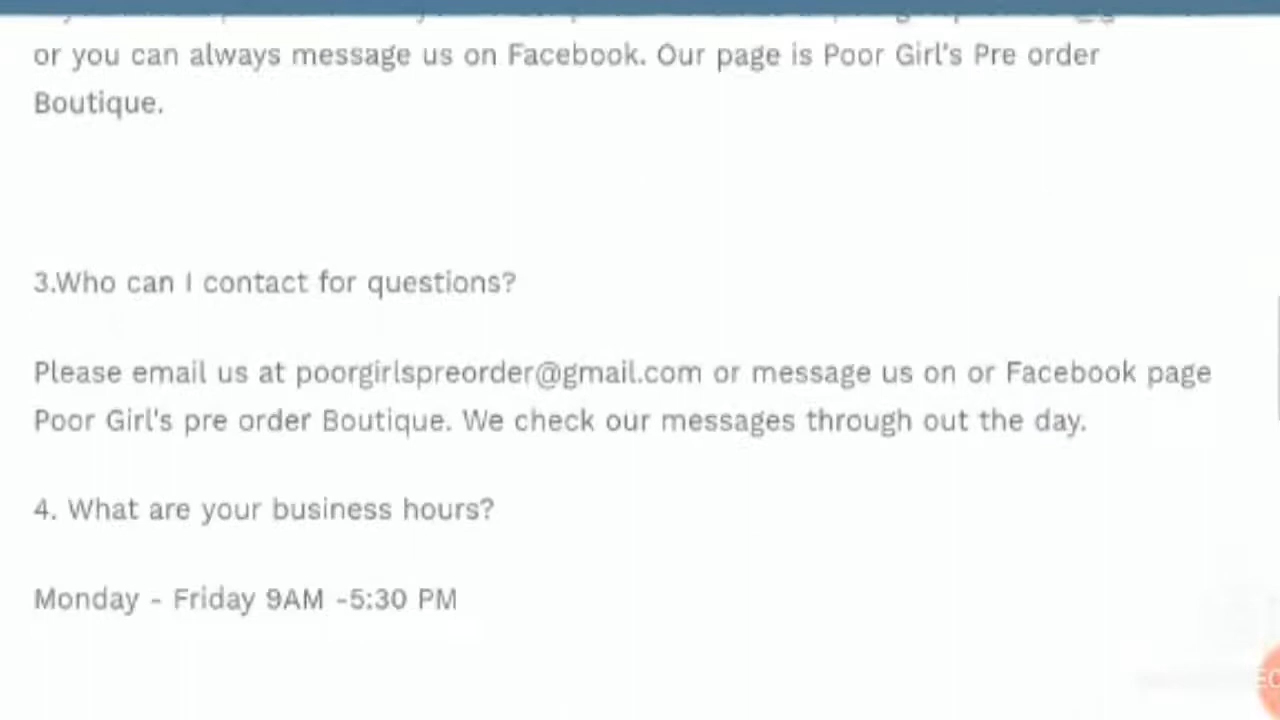 or you can always message us on Facebook. Our page is Poor Girl's Pre order
Boutique.
3.Who can I contact for questions?
Please email us at poorgirlspreorder@gmail.com or message us on or Facebook page
Poor Girl's pre order Boutique. We check our messages through out the day.
4. What are your business hours?
Monday - Friday 9AM -5:30 PM